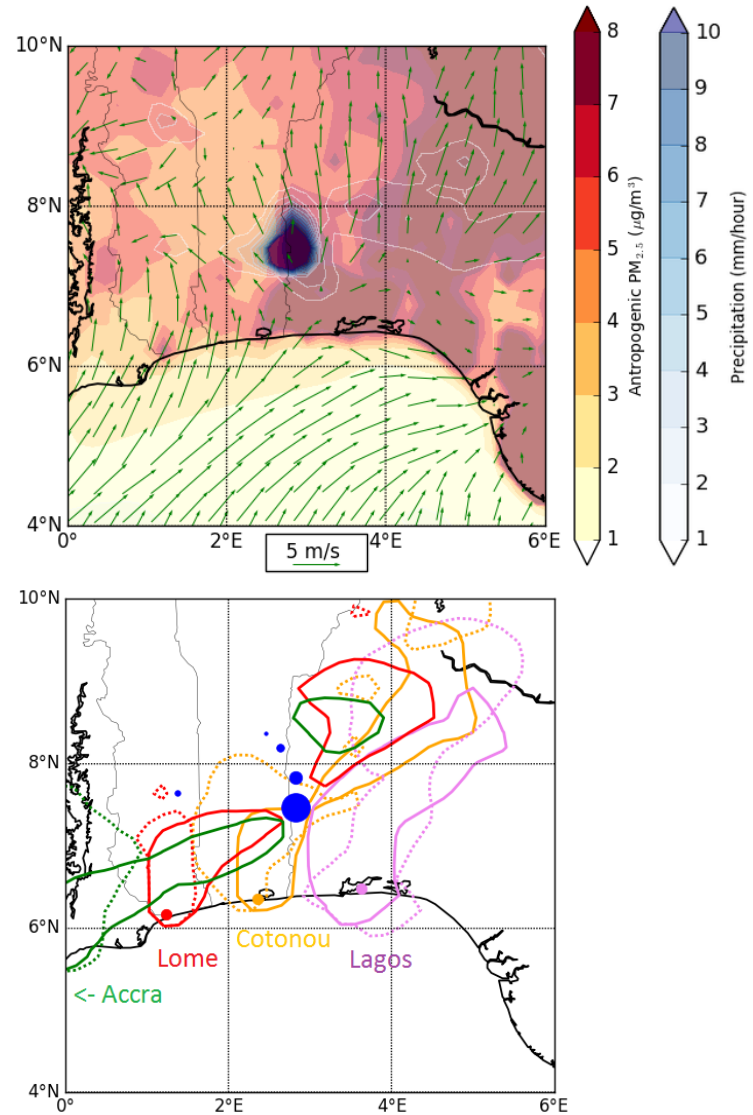 10°N
8°N
6°N
4°N
0°
2°E
4°E
6°E
5 m/s
8
7
6
5
4
3
2
1
Antropogenic PM₂.₅ (μg/m³)
10
9
8
7
6
5
4
3
2
1
Precipitation (mm/hour)
10°N
8°N
6°N
4°N
0°
2°E
4°E
6°E
Cotonou
Lome
Lagos
<- Accra